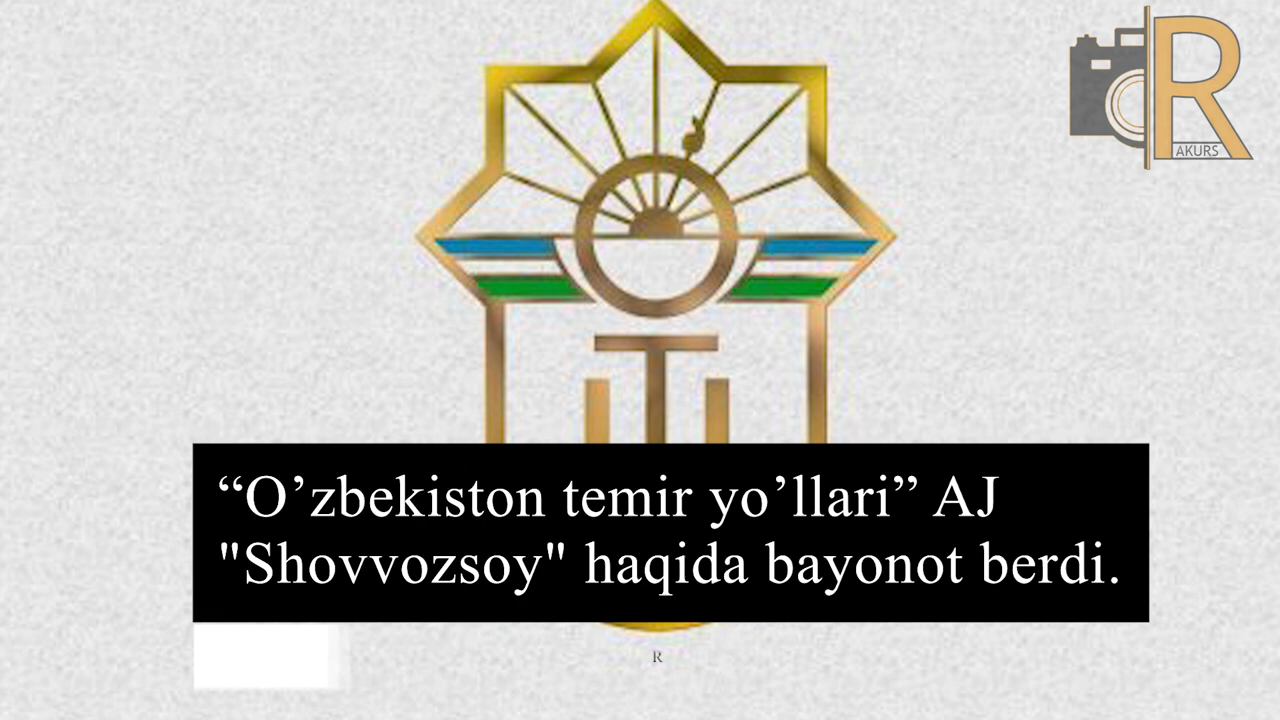 R
AKURS
“O’zbekiston temir yo’llari” AJ
"Shovvozsoy" haqida bayonot berdi.
R